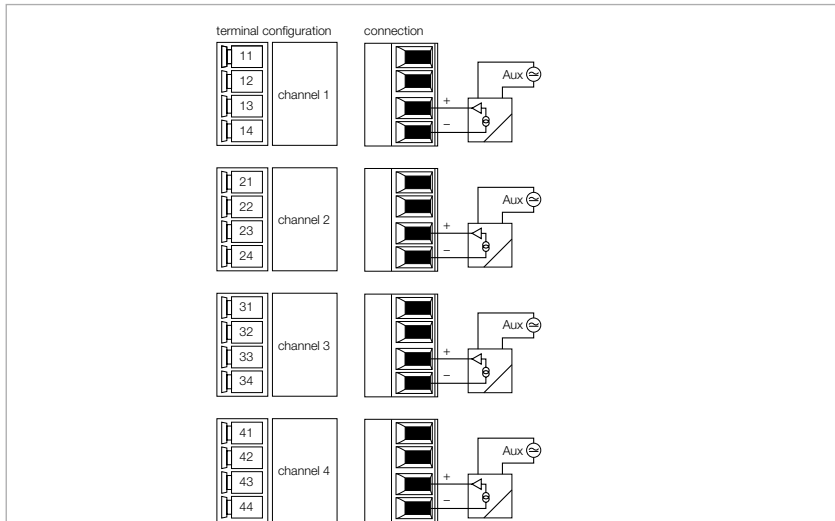 terminal configuration connection
11
12
13
14
channel 1
+
−
Aux
21
22
23
24
channel 2
+
−
Aux
31
32
33
34
channel 3
+
−
Aux
41
42
43
44
channel 4
+
−
Aux